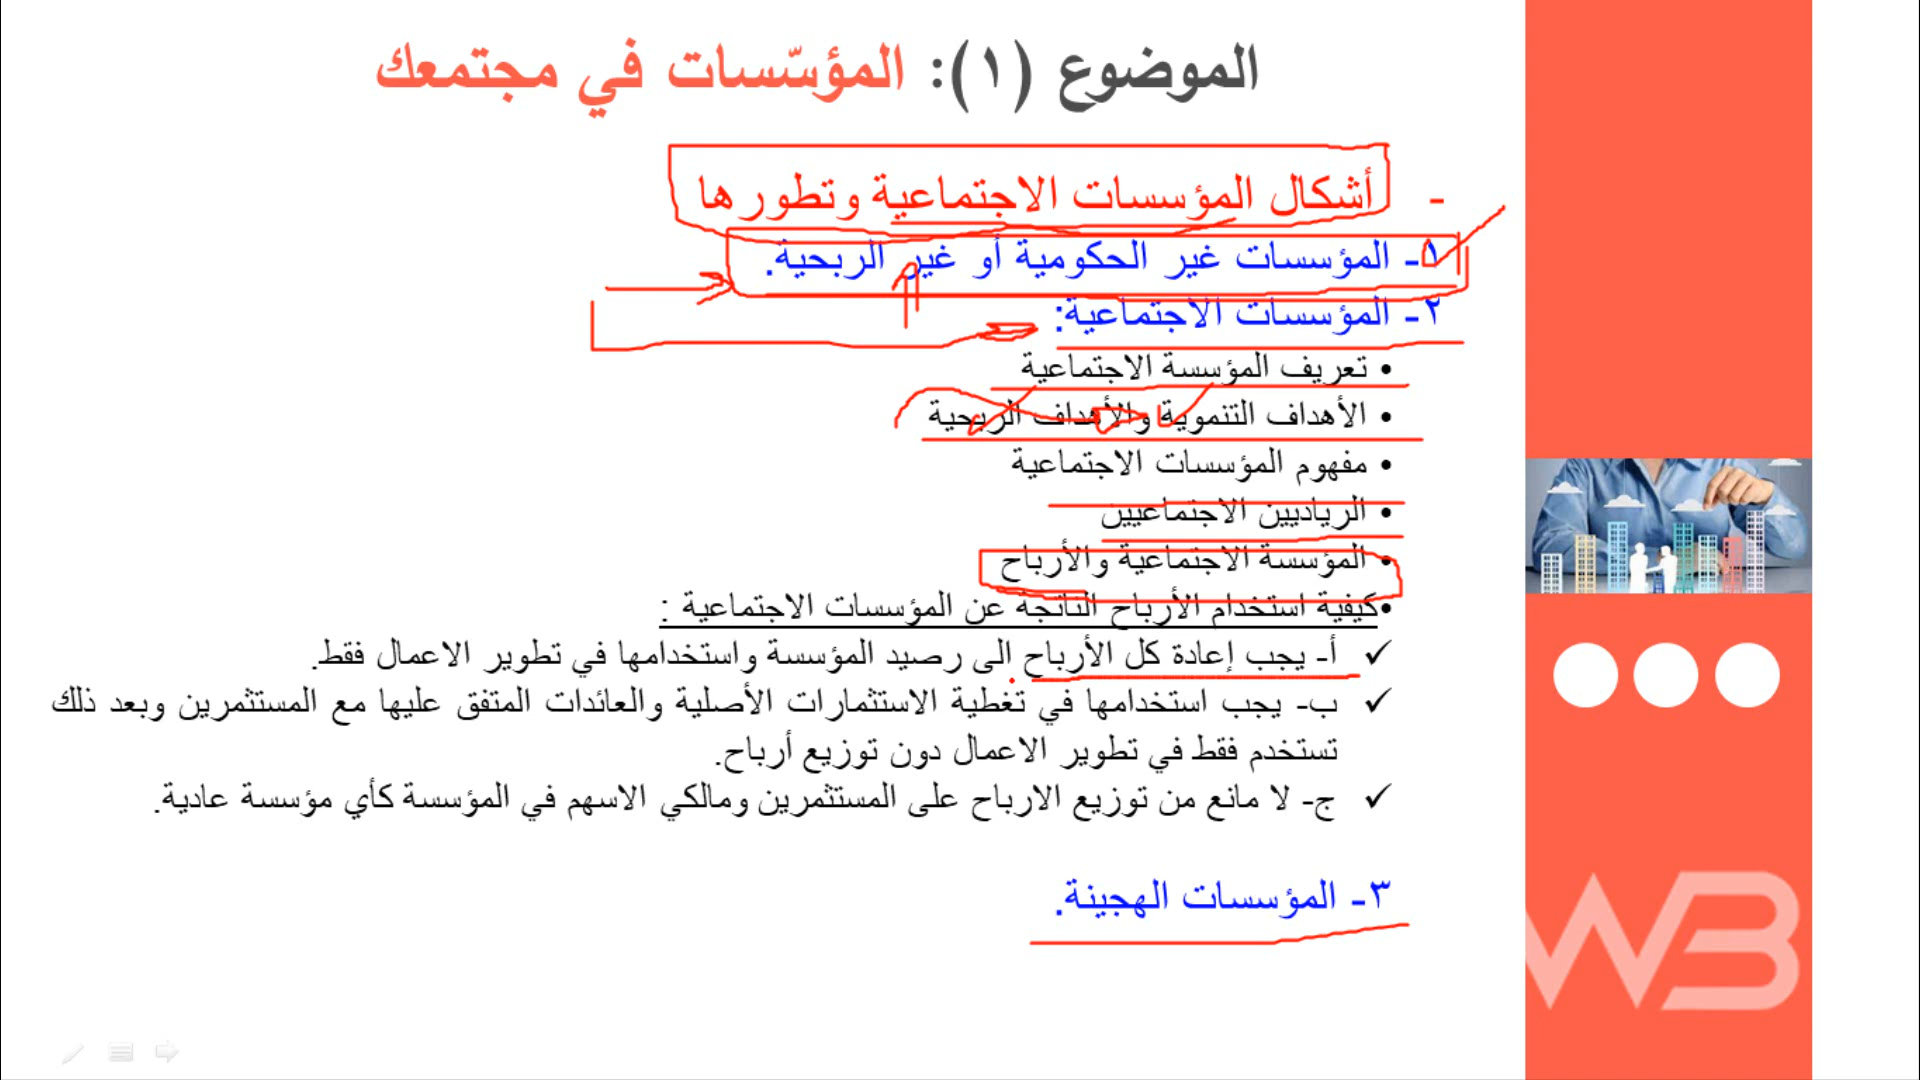 الموضوع (١): المؤسّسات في مجتمعك
- أشكال المؤسسات الاجتماعية وتطورها
١- المؤسسات غير الحكومية أو غير الربحية.
٢- المؤسسات الاجتماعية:
• تعريف المؤسسة الاجتماعية
• الأهداف التنموية والأهداف الربحية
• مفهوم المؤسسات الاجتماعية
• الرياديين الاجتماعيين
• المؤسسة الاجتماعية والأرباح
•كيفية استخدام الأرباح الناتجة عن المؤسسات الاجتماعية :
✓ أ- يجب إعادة كل الأرباح الى رصيد المؤسسة واستخدامها في تطوير الاعمال فقط.
✓ ب- يجب استخدامها في تغطية الاستثمارات الأصلية والعائدات المتفق عليها مع المستثمرين وبعد ذلك
تستخدم فقط في تطوير الاعمال دون توزيع أرباح.
✓ ج- لا مانع من توزيع الارباح على المستثمرين ومالكي الاسهم في المؤسسة كأي مؤسسة عادية.
٣- المؤسسات الهجينة.
WB